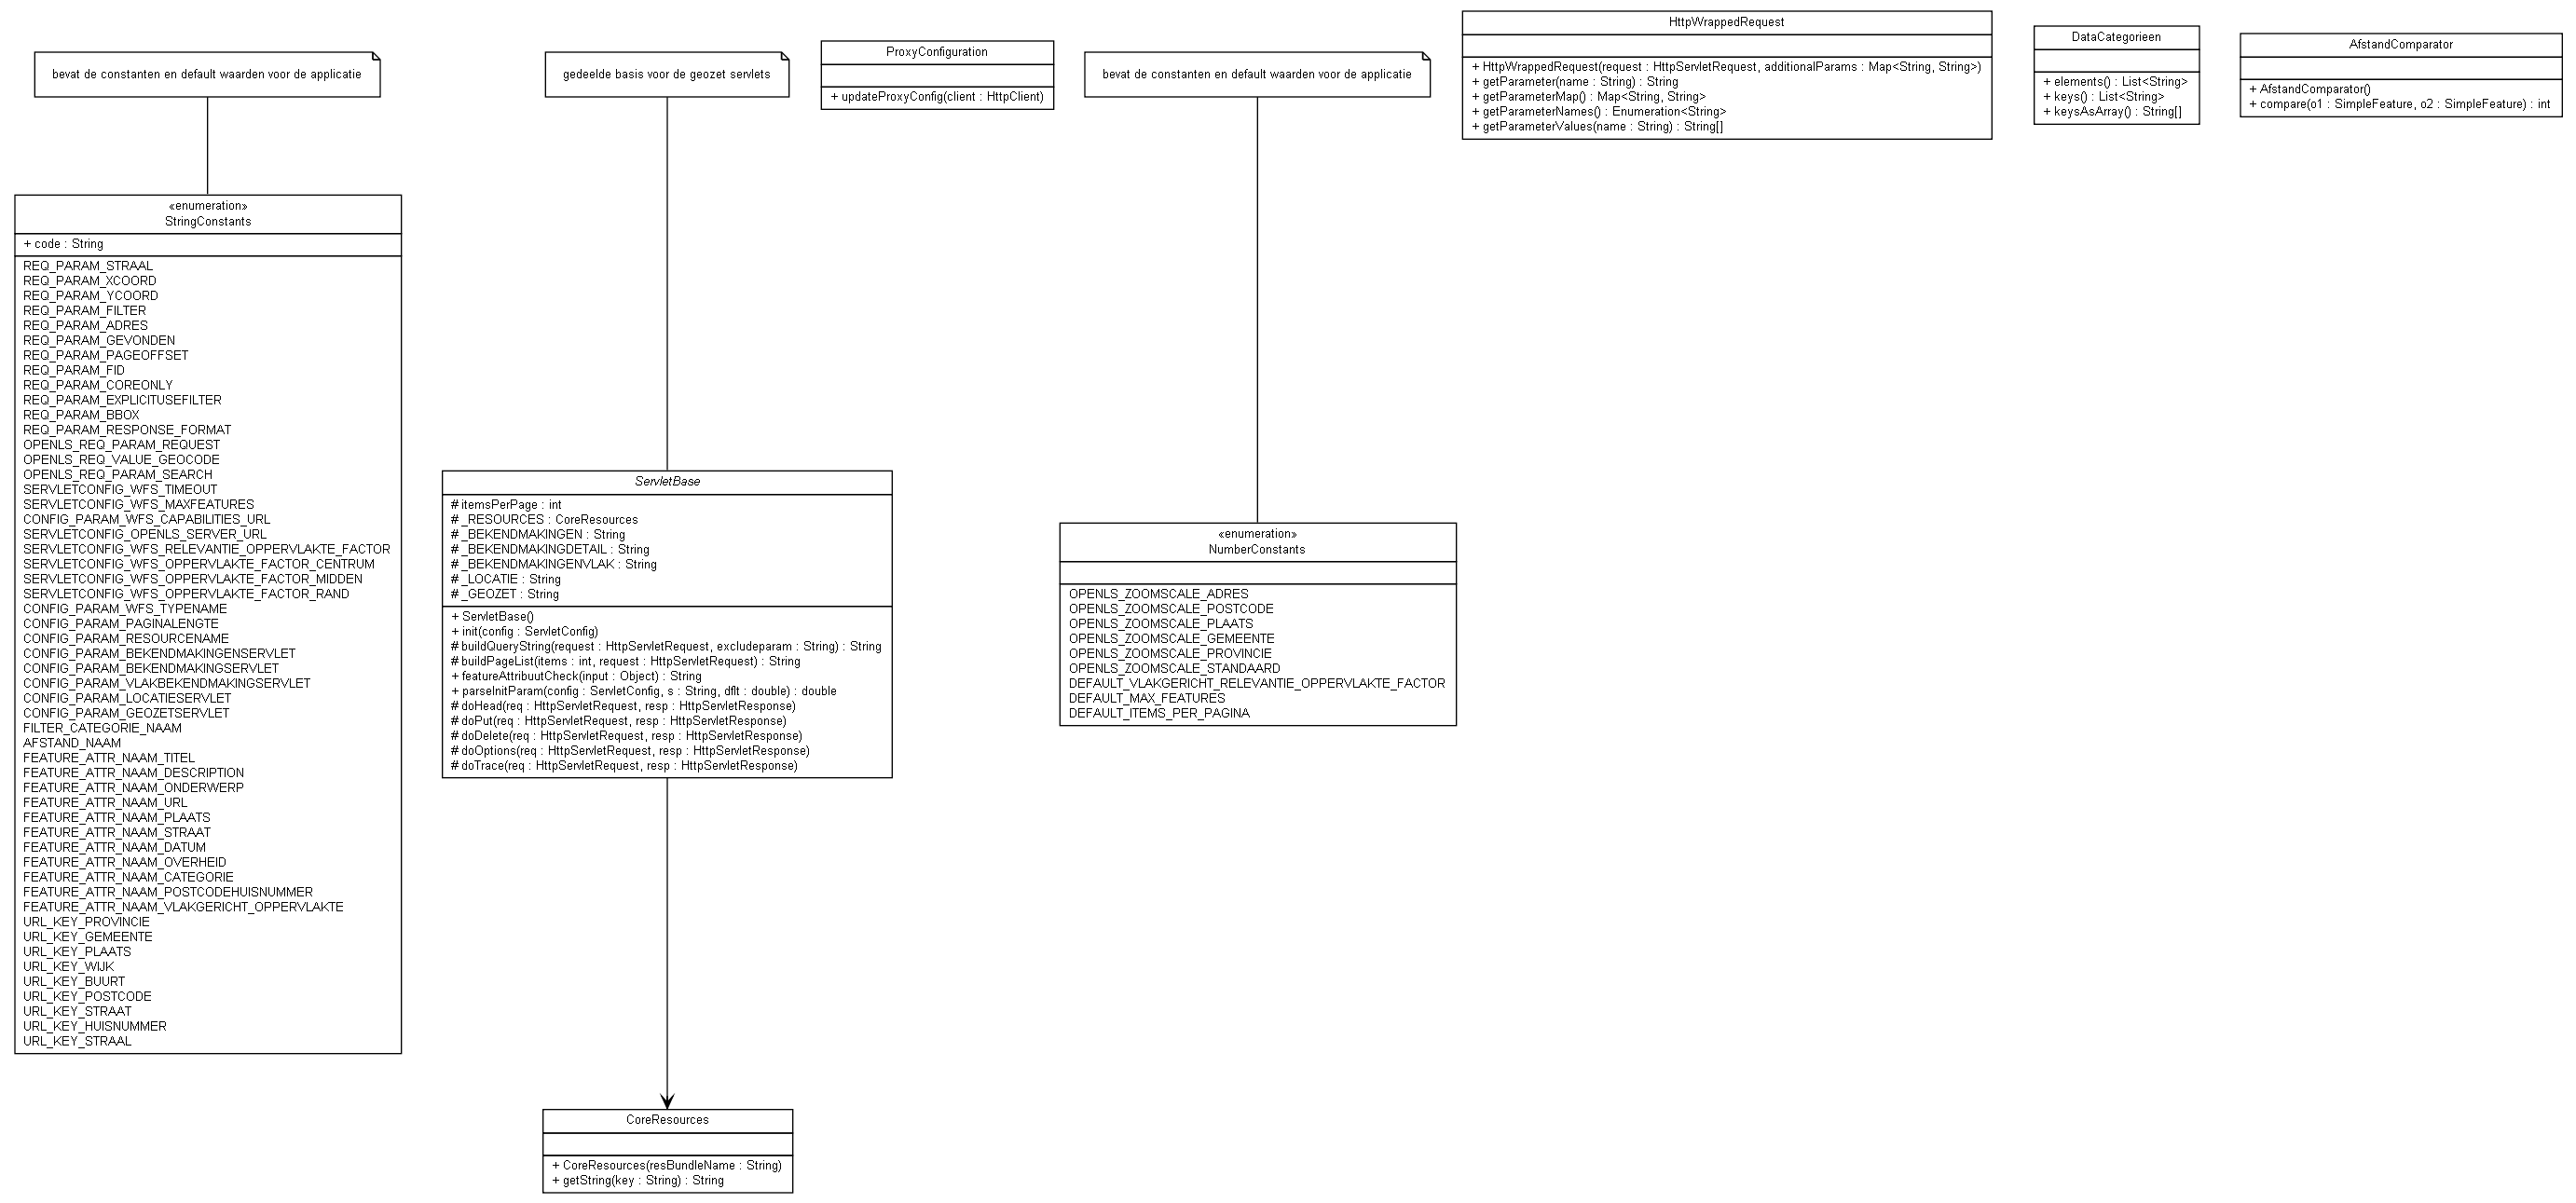 bevat de constanten en default waarden voor de applicatie
«enumeration»
StringConstants
+ code : String
REQ_PARAM_STRAAL
REQ_PARAM_XCOORD
REQ_PARAM_YCOORD
REQ_PARAM_FILTER
REQ_PARAM_ADRES
REQ_PARAM_GEVONDEN
REQ_PARAM_PAGEOFFSET
REQ_PARAM_FID
REQ_PARAM_COREONLY
REQ_PARAM_EXPLICITUSEFILTER
REQ_PARAM_BBOX
REQ_PARAM_RESPONSE_FORMAT
OPENLS_REQ_PARAM_REQUEST
OPENLS_REQ_VALUE_GEOCODE
OPENLS_REQ_PARAM_SEARCH
SERVLETCONFIG_WFS_TIMEOUT
SERVLETCONFIG_WFS_MAXFEATURES
CONFIG_PARAM_WFS_CAPABILITIES_URL
SERVLETCONFIG_OPENLS_SERVER_URL
SERVLETCONFIG_WFS_RELEVANTIE_OPPERVLAKTE_FACTOR
SERVLETCONFIG_WFS_OPPERVLAKTE_FACTOR_CENTRUM
SERVLETCONFIG_WFS_OPPERVLAKTE_FACTOR_MIDDEN
SERVLETCONFIG_WFS_OPPERVLAKTE_FACTOR_RAND
CONFIG_PARAM_WFS_TYPENAME
CONFIG_PARAM_PAGINALENGTE
CONFIG_PARAM_RESOURCENAME
CONFIG_PARAM_BEKENDMAKINGENSERVLET
CONFIG_PARAM_BEKENDMAKINGSERVLET
CONFIG_PARAM_VLAKBEKENDMAKINGSERVLET
CONFIG_PARAM_LOCATIESERVLET
CONFIG_PARAM_GEOZETSERVLET
FILTER_CATEGORIE_NAAM
AFSTAND_NAAM
FEATURE_ATTR_NAAM_TITEL
FEATURE_ATTR_NAAM_DESCRIPTION
FEATURE_ATTR_NAAM_ONDERWERP
FEATURE_ATTR_NAAM_URL
FEATURE_ATTR_NAAM_PLAATS
FEATURE_ATTR_NAAM_STRAAT
FEATURE_ATTR_NAAM_DATUM
FEATURE_ATTR_NAAM_OVERHEID
FEATURE_ATTR_NAAM_CATEGORIE
FEATURE_ATTR_NAAM_POSTCODEHUISNUMMER
FEATURE_ATTR_NAAM_VLAKGERICHT_OPPERVLAKTE
URL_KEY_PROVINCIE
URL_KEY_GEMEENTE
URL_KEY_PLAATS
URL_KEY_WIJK
URL_KEY_BUURT
URL_KEY_POSTCODE
URL_KEY_STRAAT
URL_KEY_HUISNUMMER
URL_KEY_STRAAL
gedeelde basis voor de geozet servlets
ServletBase
# itemsPerPage : int
# _RESOURCES : CoreResources
# _BEKENDMAKINGEN : String
# _BEKENDMAKINGDETAIL : String
# _BEKENDMAKINGENVLAK : String
# _LOCATIE : String
# _GEOZET : String
+ ServletBase()
+ init(config : ServletConfig)
# buildQueryString(request : HttpServletRequest, excludeparam : String) : String
# buildPageList(items : int, request : HttpServletRequest) : String
+ featureAttribuutCheck(input : Object) : String
+ parseInitParam(config : ServletConfig, s : String, dflt : double) : double
# doHead(req : HttpServletRequest, resp : HttpServletResponse)
# doPut(req : HttpServletRequest, resp : HttpServletResponse)
# doDelete(req : HttpServletRequest, resp : HttpServletResponse)
# doOptions(req : HttpServletRequest, resp : HttpServletResponse)
# doTrace(req : HttpServletRequest, resp : HttpServletResponse)
CoreResources
+ CoreResources(resBundleName : String)
+ getString(key : String) : String
ProxyConfiguration
+ updateProxyConfig(client : HttpClient)
bevat de constanten en default waarden voor de applicatie
«enumeration»
NumberConstants
OPENLS_ZOOMSCALE_ADRES
OPENLS_ZOOMSCALE_POSTCODE
OPENLS_ZOOMSCALE_PLAATS
OPENLS_ZOOMSCALE_GEMEENTE
OPENLS_ZOOMSCALE_PROVINCIE
OPENLS_ZOOMSCALE_STANDAARD
DEFAULT_VLAKGERICHT_RELEVANTIE_OPPERVLAKTE_FACTOR
DEFAULT_MAX_FEATURES
DEFAULT_ITEMS_PER_PAGINA
HttpWrappedRequest
+ HttpWrappedRequest(request : HttpServletRequest, additionalParams : Map<String, String>)
+ getParameter(name : String) : String
+ getParameterMap() : Map<String, String>
+ getParameterNames() : Enumeration<String>
+ getParameterValues(name : String) : String[]
DataCategorieen
+ elements() : List<String>
+ keys() : List<String>
+ keysAsArray() : String[]
AfstandComparator
+ AfstandComparator()
+ compare(o1 : SimpleFeature, o2 : SimpleFeature) : int